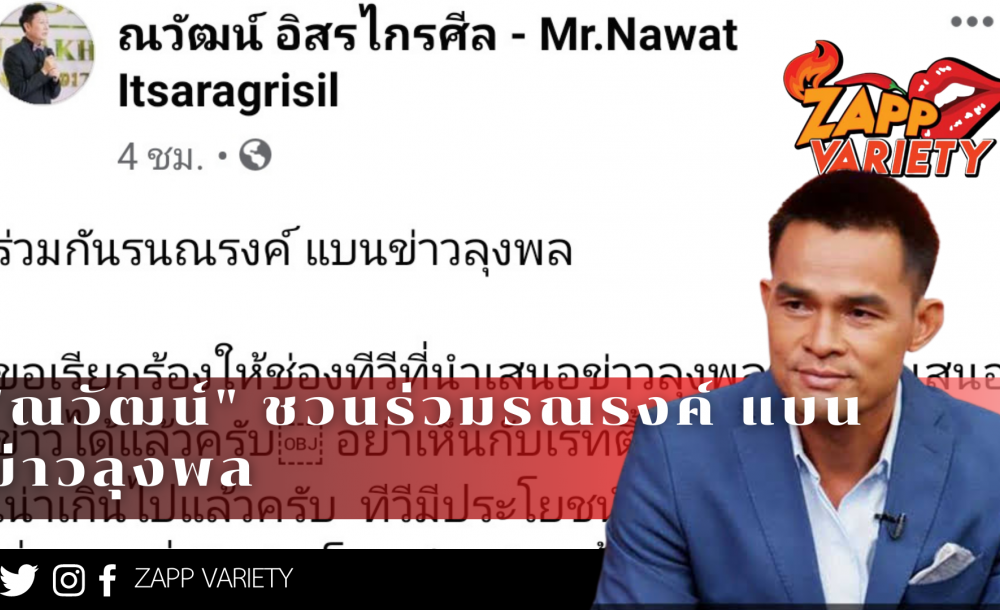 ณวัฒน์ อิสรไกรศีล - Mr.Nawat
Itsaragrisil
4 ชม.
ZAPP
VARIETY
ร่วมกันรนณรงค์ แบนข่าวลุงพล
ขอเรียกร้องให้ช่องทีวีที่นำเสนอข่าวลุงพล
"ณวัฒน์" ชวนร่วมรณรงค์ แบน
ข่าวลุงพล
ข่าวได้แล้วครับ OBJ อย่าเห็นกับเรทติ้
น่าเกินไปแล้วครับ ทีวีมีประโยชน์
ZAPP VARIETY